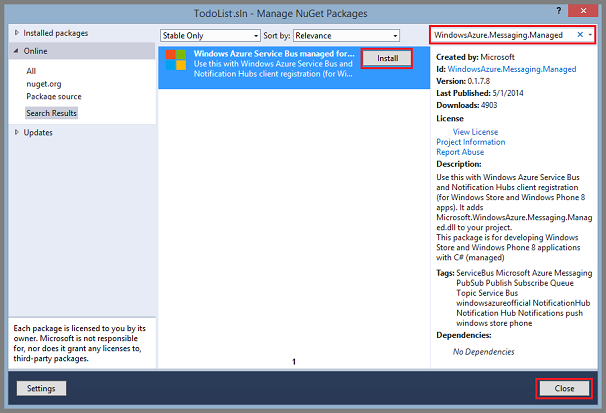 TodoList.sln - Manage NuGet Packages
?
Installed packages
Online
All
nuget.org
Package source
Search Results
Updates
Each package is licensed to you by its
owner. Microsoft is not responsible
for, nor does it grant any licenses to,
third-party packages.
Stable Only
Sort by: Relevance
Windows Azure Service Bus managed for...
Use this with Windows Azure Service Bus and
Notification Hubs client registration (for Wi...
Install
1
WindowsAzure.Messaging.Managed
Created by: Microsoft
Id: WindowsAzure.Messaging.Managed
Version: 0.1.7.8
Last Published: 5/1/2014
Downloads: 4903
License
View License
Project Information
Report Abuse
Description:
Use this with Windows Azure Service Bus
and Notification Hubs client registration
(for Windows Store and Windows Phone 8
apps). It adds
Microsoft.WindowsAzure.Messaging.Manag
ed.dll to your project.
This package is for developing Windows
Store and Windows Phone 8 applications
with C# (managed)
Tags: ServiceBus Microsoft Azure Messaging
PubSub Publish Subscribe Queue
Topic Service Bus
windowsazureofficial NotificationHub
Notification Hub Notifications push
windows store phone
Dependencies:
No Dependencies
Settings
Close